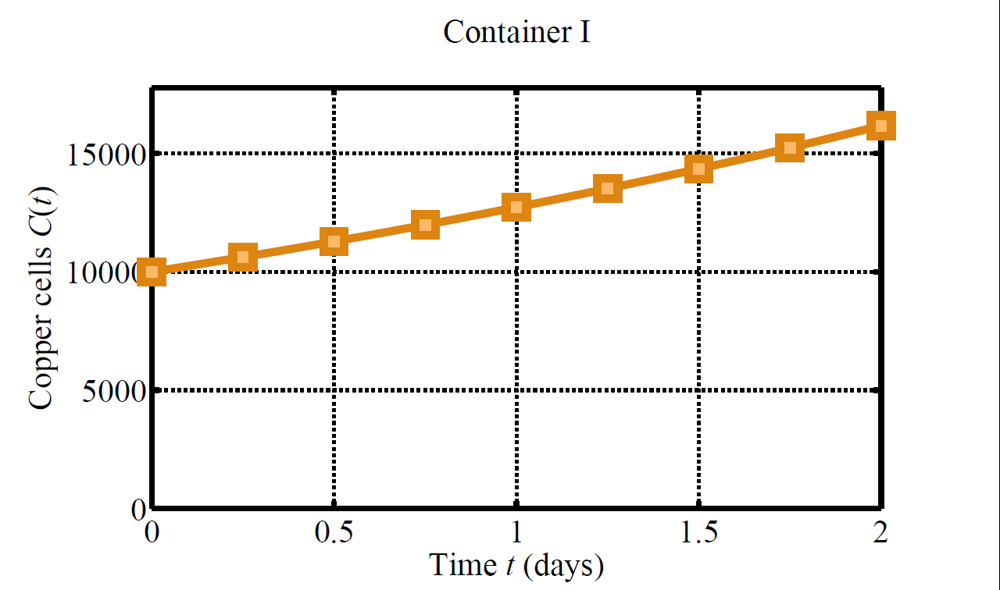 Container I
15000
10000
5000
0
Copper cells C(t)
0 0.5 1 1.5 2
Time t (days)